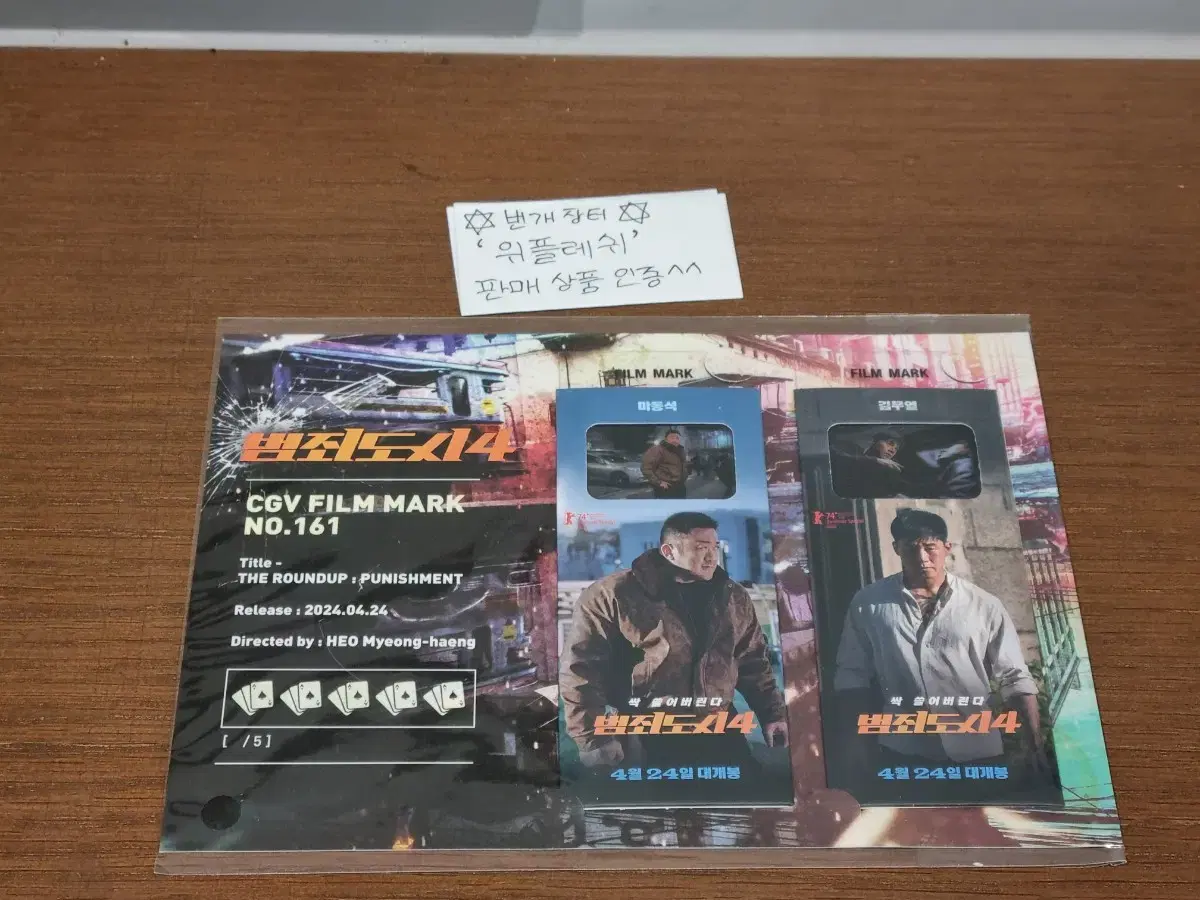 번개장터
'위플레쉬'
판매 상품 인증^^
FILM MARK
FILM MARK
마동석
김무열
범죄도시4
CGV FILM MARK
NO.161
Title -
THE ROUNDUP : PUNISHMENT
Release : 2024.04.24
Directed by : HEO Myeong-haeng
[ /5]
74
싹 쓸어버린다
범죄도시4
4월 24일 대개봉
74
싹 쓸어버린다
범죄도시4
4월 24일 대개봉